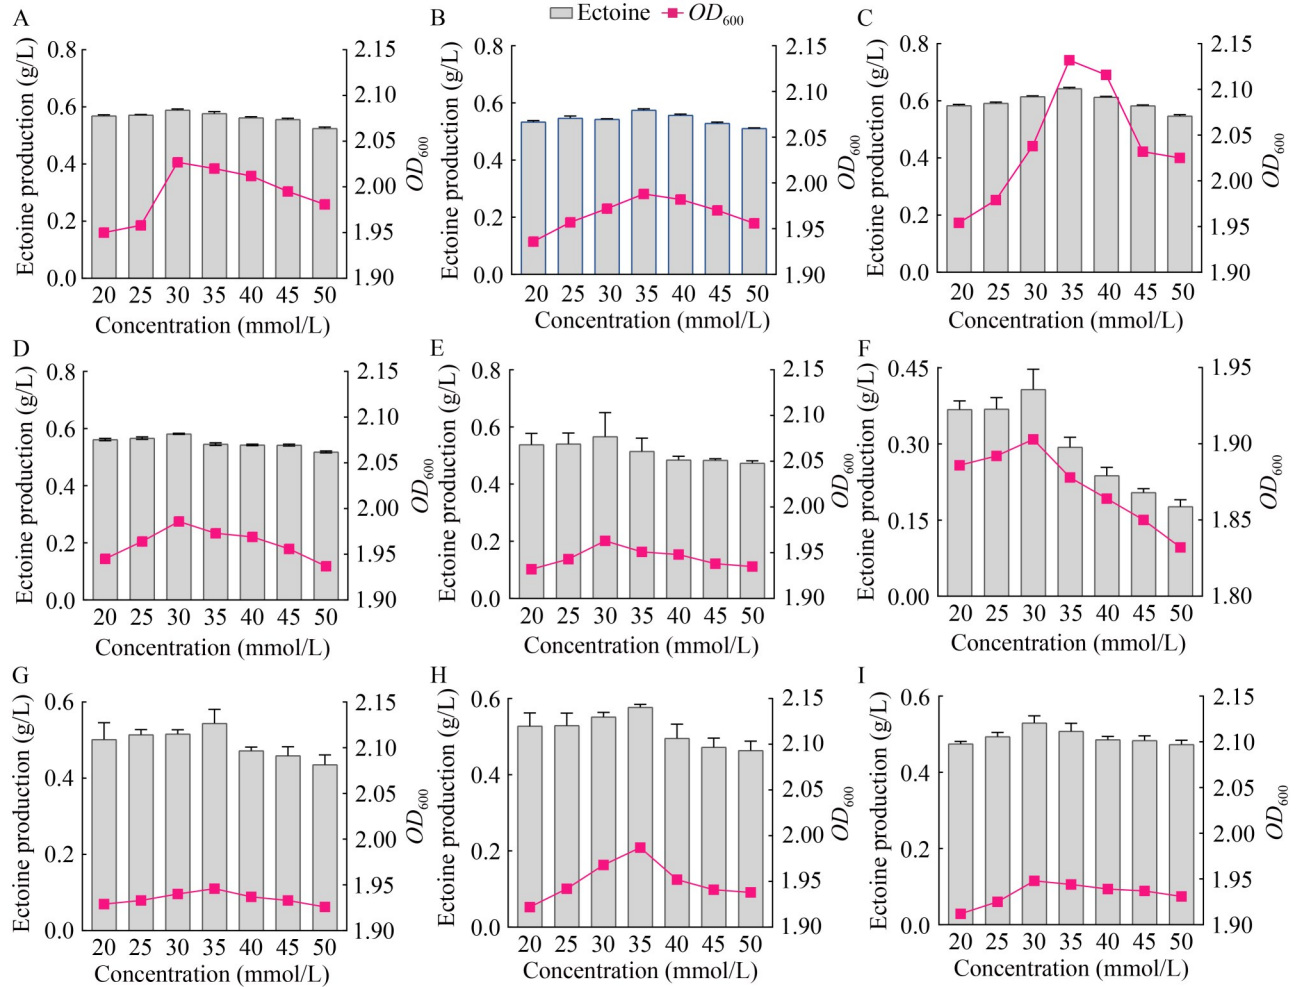 Ectoine OD600
A
Ectoine production (g/L)
0.8
0.6
0.4
0.2
0.0
2.15
2.10
2.05
2.00
1.95
1.90
OD600
20 25 30 35 40 45 50
Concentration (mmol/L)
B
Ectoine production (g/L)
0.8
0.6
0.4
0.2
0.0
2.15
2.10
2.05
2.00
1.95
1.90
OD600
20 25 30 35 40 45 50
Concentration (mmol/L)
C
Ectoine production (g/L)
0.8
0.6
0.4
0.2
0.0
2.15
2.10
2.05
2.00
1.95
1.90
OD600
20 25 30 35 40 45 50
Concentration (mmol/L)
D
Ectoine production (g/L)
0.8
0.6
0.4
0.2
0.0
2.15
2.10
2.05
2.00
1.95
1.90
OD600
20 25 30 35 40 45 50
Concentration (mmol/L)
E
Ectoine production (g/L)
0.8
0.6
0.4
0.2
0.0
2.15
2.10
2.05
2.00
1.95
1.90
OD600
20 25 30 35 40 45 50
Concentration (mmol/L)
F
Ectoine production (g/L)
0.45
0.30
0.15
0.00
1.95
1.90
1.85
1.80
OD600
20 25 30 35 40 45 50
Concentration (mmol/L)
G
Ectoine production (g/L)
0.6
0.4
0.2
0.0
2.15
2.10
2.05
2.00
1.95
1.90
OD600
20 25 30 35 40 45 50
Concentration (mmol/L)
H
Ectoine production (g/L)
0.6
0.4
0.2
0.0
2.15
2.10
2.05
2.00
1.95
1.90
OD600
20 25 30 35 40 45 50
Concentration (mmol/L)
I
Ectoine production (g/L)
0.6
0.4
0.2
0.0
2.15
2.10
2.05
2.00
1.95
1.90
OD600
20 25 30 35 40 45 50
Concentration (mmol/L)